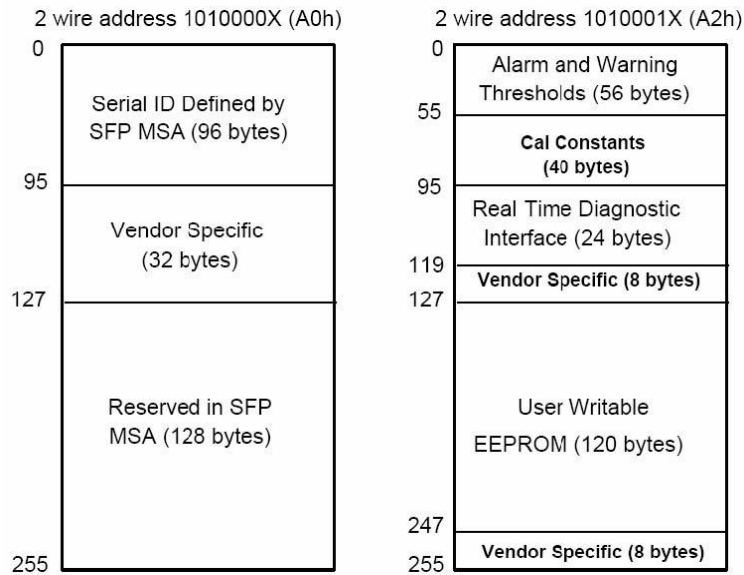 2 wire address 1010000X (A0h)
0
Serial ID Defined by
SFP MSA (96 bytes)
95
Vendor Specific
(32 bytes)
127
Reserved in SFP
MSA (128 bytes)
255
2 wire address 1010001X (A2h)
0
Alarm and Warning
Thresholds (56 bytes)
55
Cal Constants
(40 bytes)
95
Real Time Diagnostic
Interface (24 bytes)
119
Vendor Specific (8 bytes)
127
User Writable
EEPROM (120 bytes)
247
Vendor Specific (8 bytes)
255